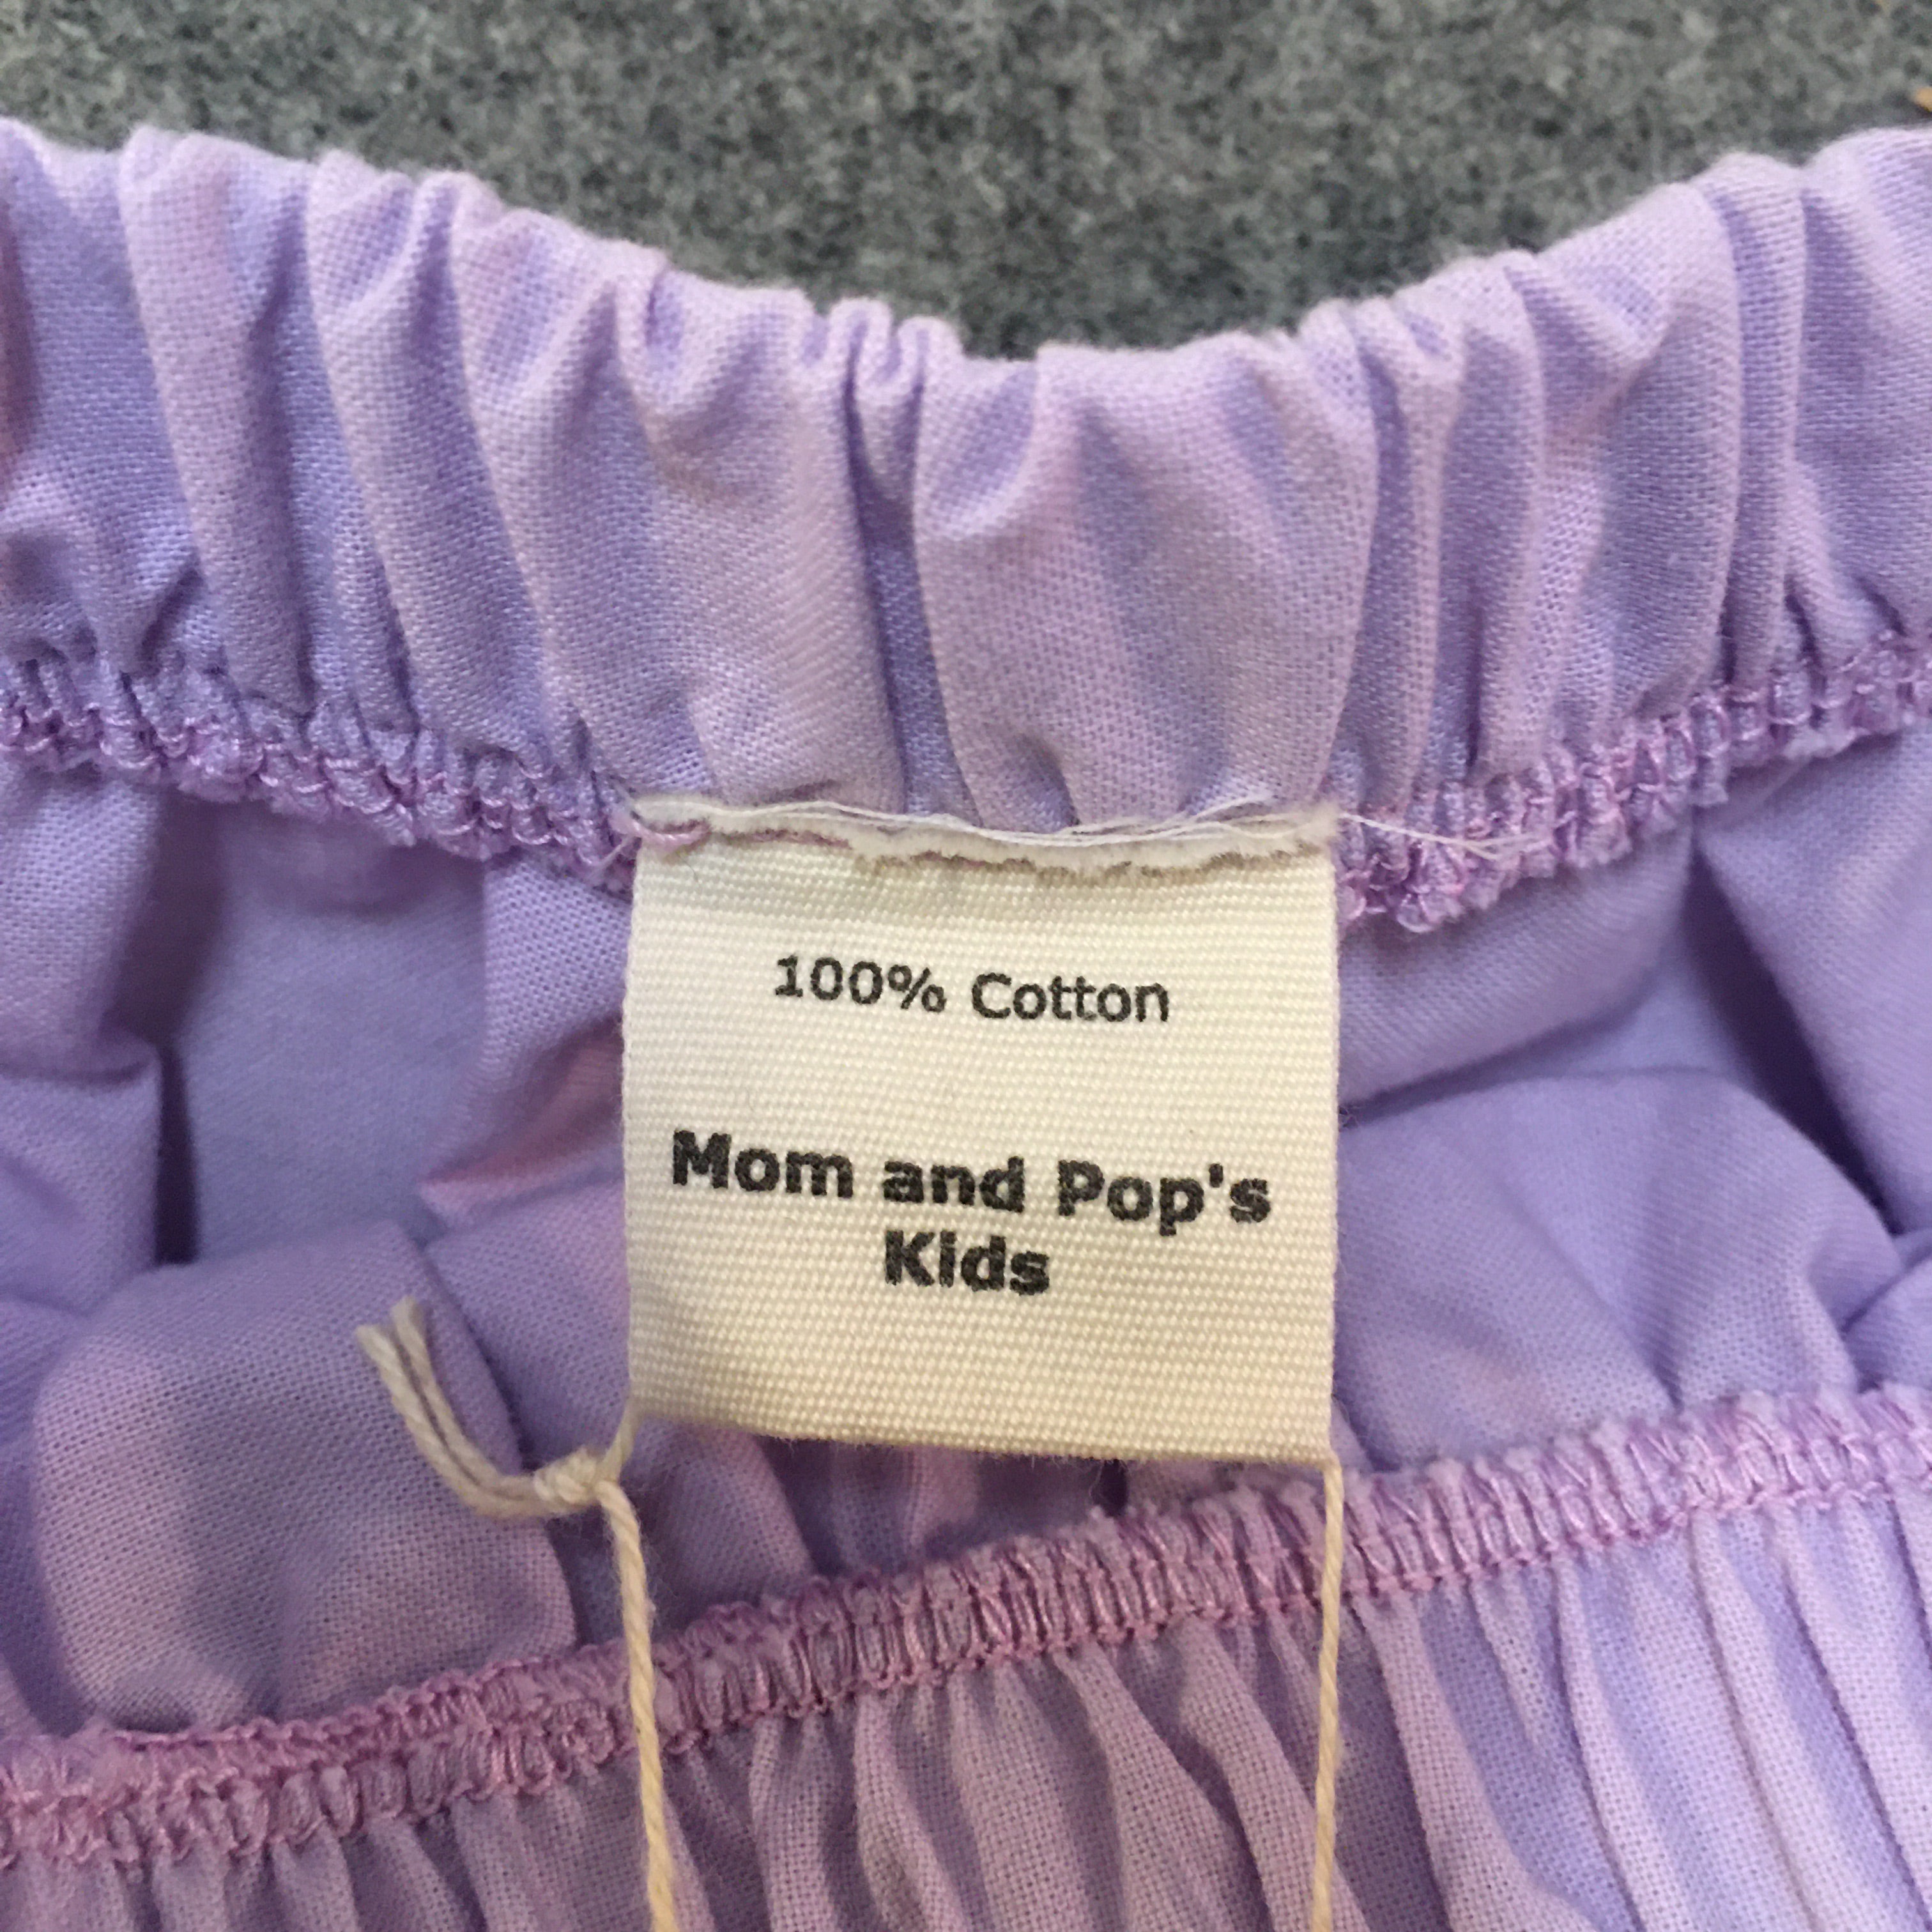 100% Cotton
Mom and Pop's
Kids